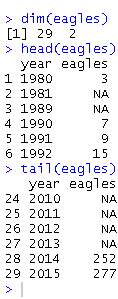 > dim(eagles)
[1] 29 2
> head(eagles)
year eagles
1 1980 3
2 1981 NA
3 1989 NA
4 1990 7
5 1991 9
6 1992 15
> tail(eagles)
year eagles
24 2010 NA
25 2011 NA
26 2012 NA
27 2013 NA
28 2014 252
29 2015 277
>